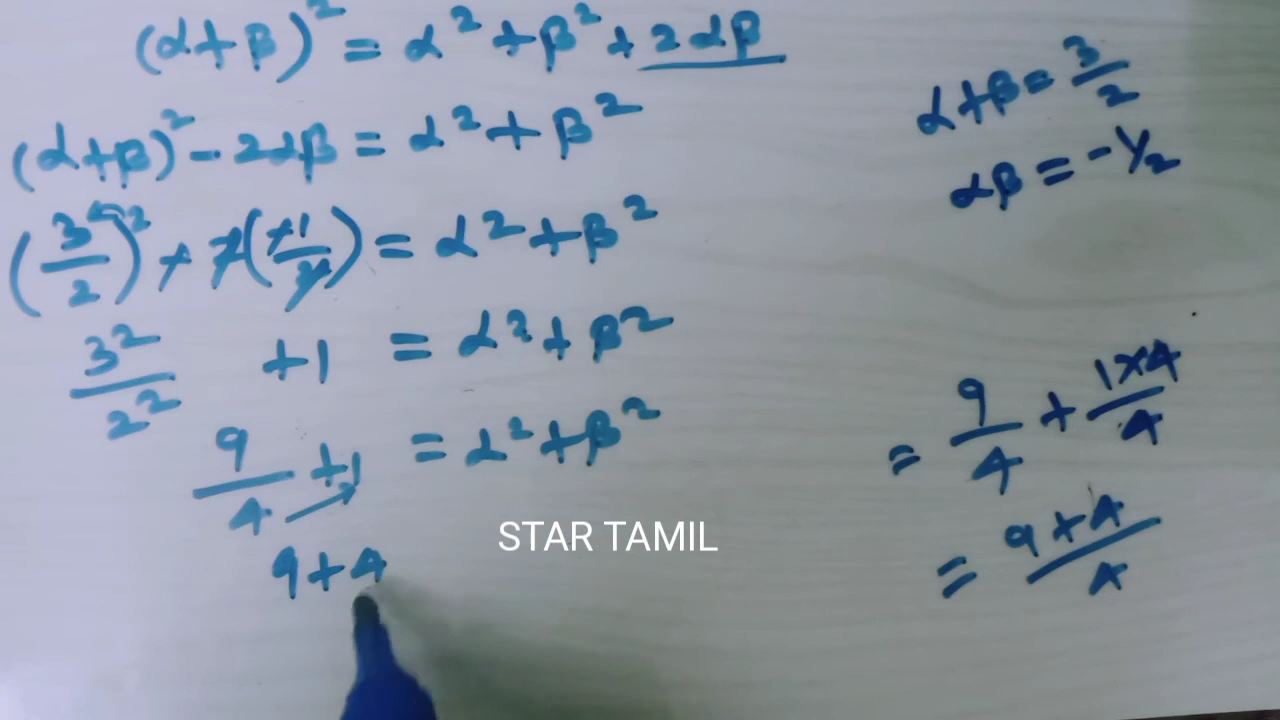 (α+β)² = α²+β²+2αβ
(α+β)²-2αβ = α²+β²
(3/2)² + 2(+1/2) = α²+β²
3²/2² +1 = α²+β²
9/4 +1 = α²+β²
9+4
α+β = 3/2
αβ = -1/2
= 9/4 + 1×4/4
= 9+4/4
STAR TAMIL